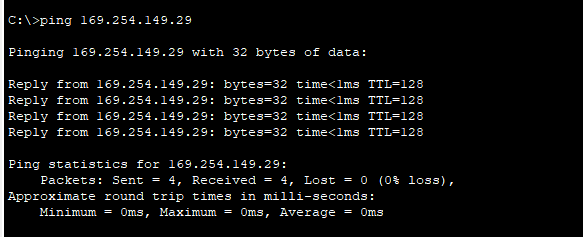 C:\>ping 169.254.149.29
Pinging 169.254.149.29 with 32 bytes of data:
Reply from 169.254.149.29: bytes=32 time<1ms TTL=128
Reply from 169.254.149.29: bytes=32 time<1ms TTL=128
Reply from 169.254.149.29: bytes=32 time<1ms TTL=128
Reply from 169.254.149.29: bytes=32 time<1ms TTL=128
Ping statistics for 169.254.149.29:
    Packets: Sent = 4, Received = 4, Lost = 0 (0% loss),
Approximate round trip times in milli-seconds:
    Minimum = 0ms, Maximum = 0ms, Average = 0ms